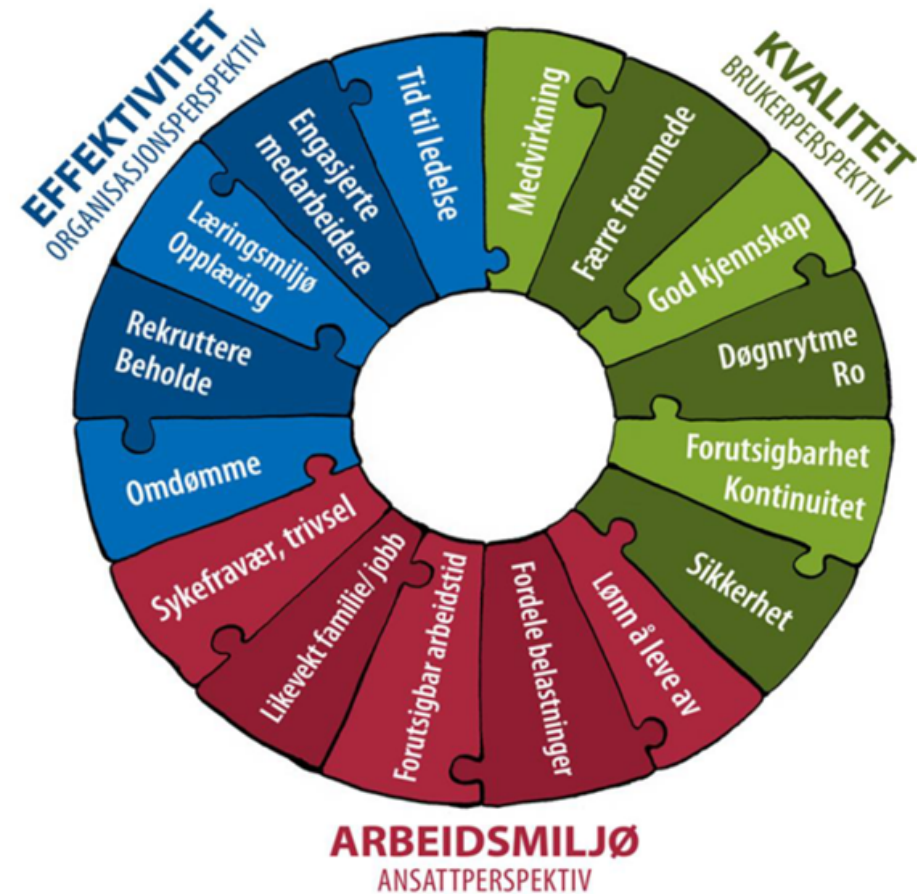 EFFEKTIVITET
ORGANISASJONSPERSPEKTIV
KVALITET
BRUKERPERSPEKTIV
Medvirkning
Færre fremmede
God kjennskap
Døgnrytme
Ro
Forutsigbarhet
Kontinuitet
Sikkerhet
Lønn å leve av
Fordele belastninger
Forutsigbar arbeidstid
Likevekt familie/ jobb
Sykefravær, trivsel
Omdømme
Rekruttere
Beholde
Læringsmiljø
Opplæring
Engasjerte
medarbeidere
Tid til ledelse
ARBEIDSMILJØ
ANSATTPERSPEKTIV